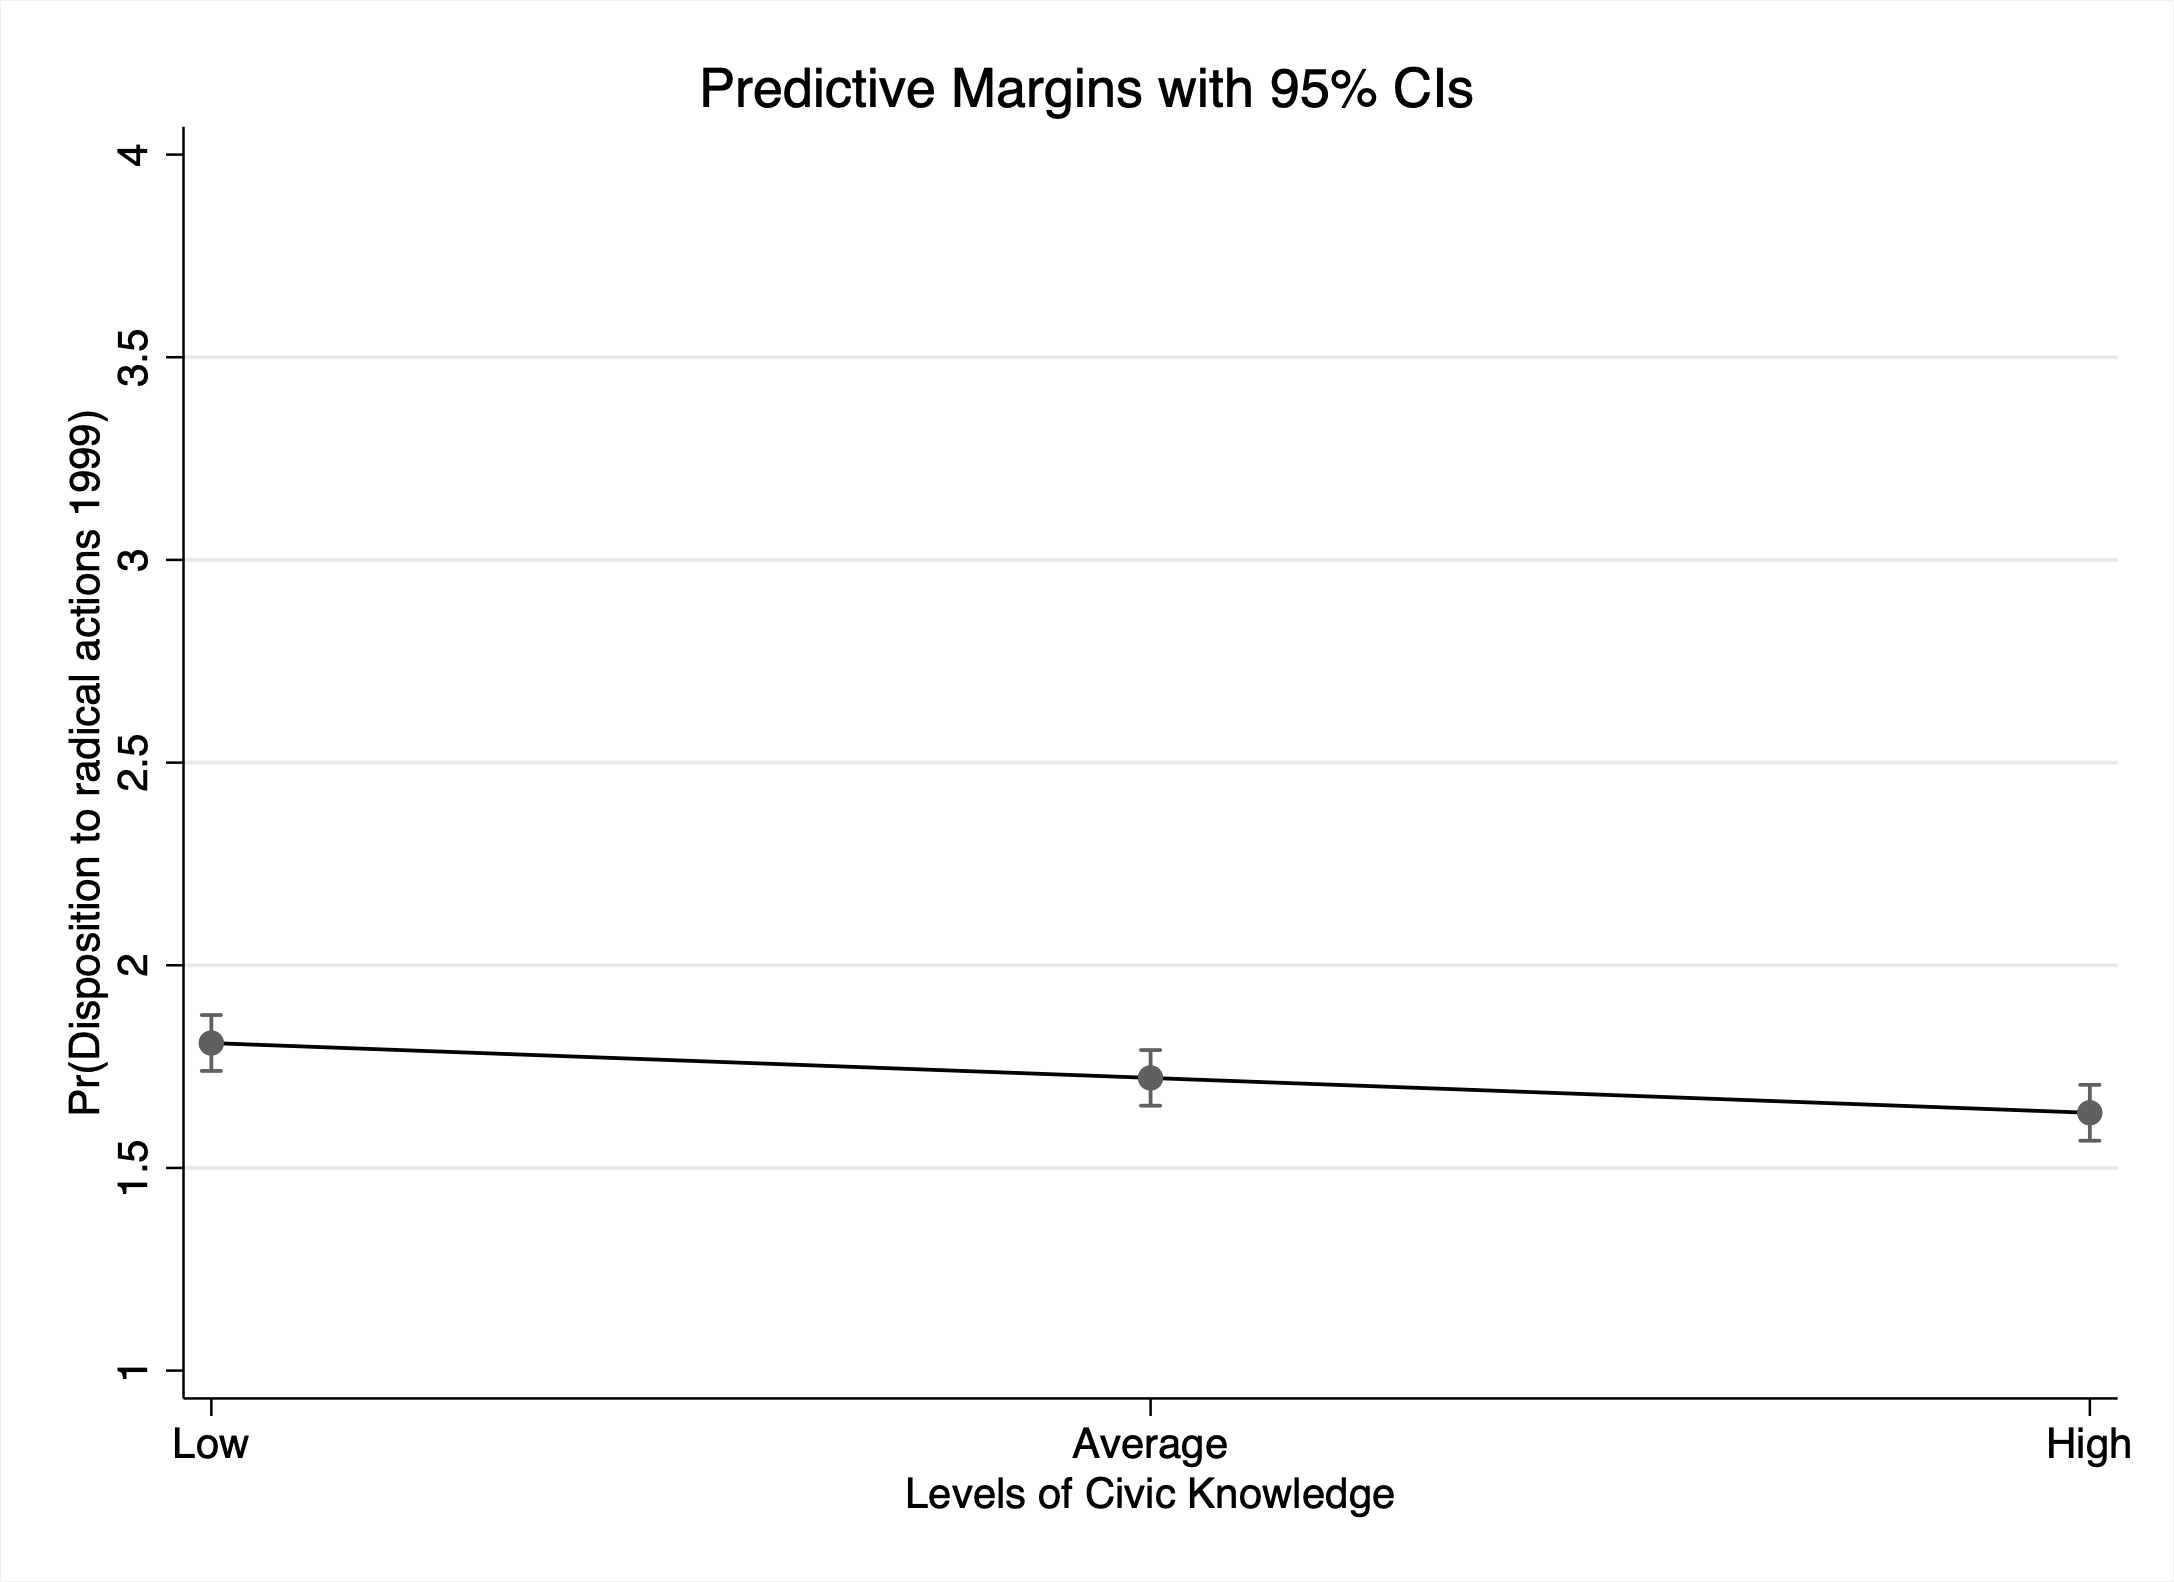 Predictive Margins with 95% CIs
Pr(Disposition to radical actions 1999)
4
3.5
3
2.5
2
1.5
1
Low
Average
High
Levels of Civic Knowledge